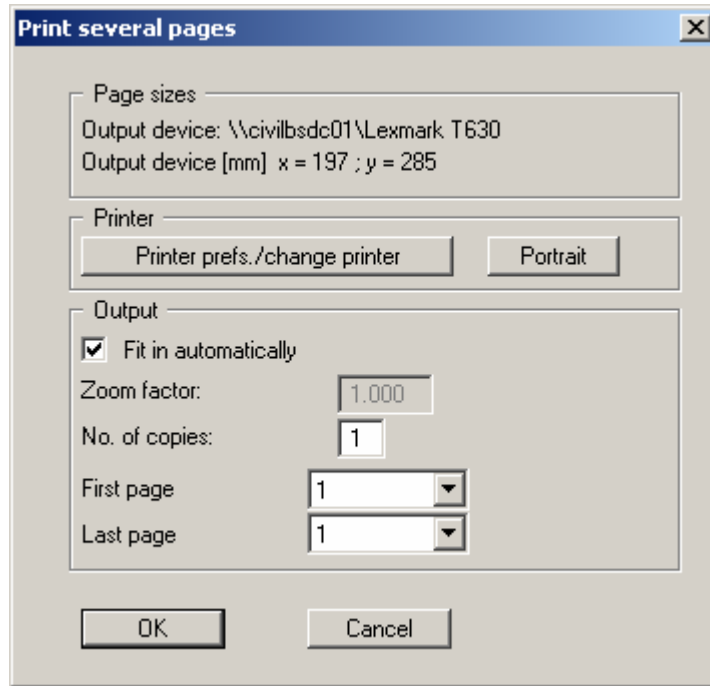 Print several pages
Page sizes
Output device: \\civilbsdc01\Lexmark T630
Output device [mm]  x = 197 ; y = 285
Printer
Printer prefs./change printer
Portrait
Output
Fit in automatically
Zoom factor: 1.000
No. of copies: 1
First page 1
Last page 1
OK
Cancel